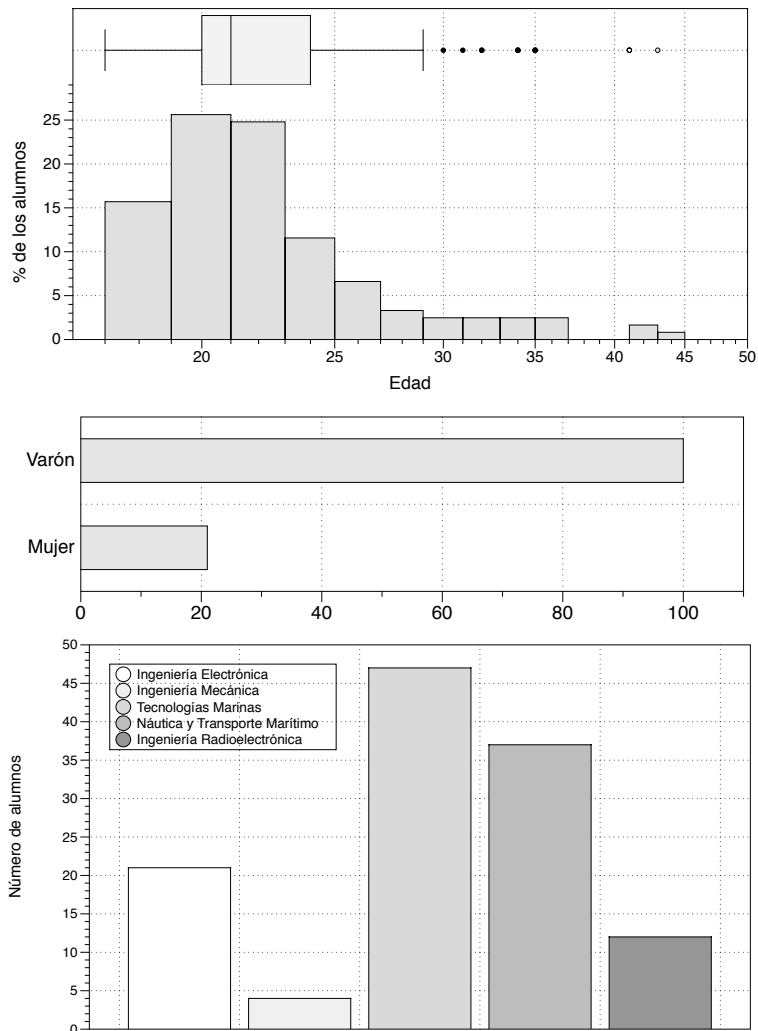 % de los alumnos
25
20
15
10
5
0
20 25 30 35 40 45 50
Edad
Varón
Mujer
0 20 40 60 80 100
Número de alumnos
50
45
40
35
30
25
20
15
10
5
0
Ingeniería Electrónica
Ingeniería Mecánica
Tecnologías Marinas
Náutica y Transporte Marítimo
Ingeniería Radioelectrónica